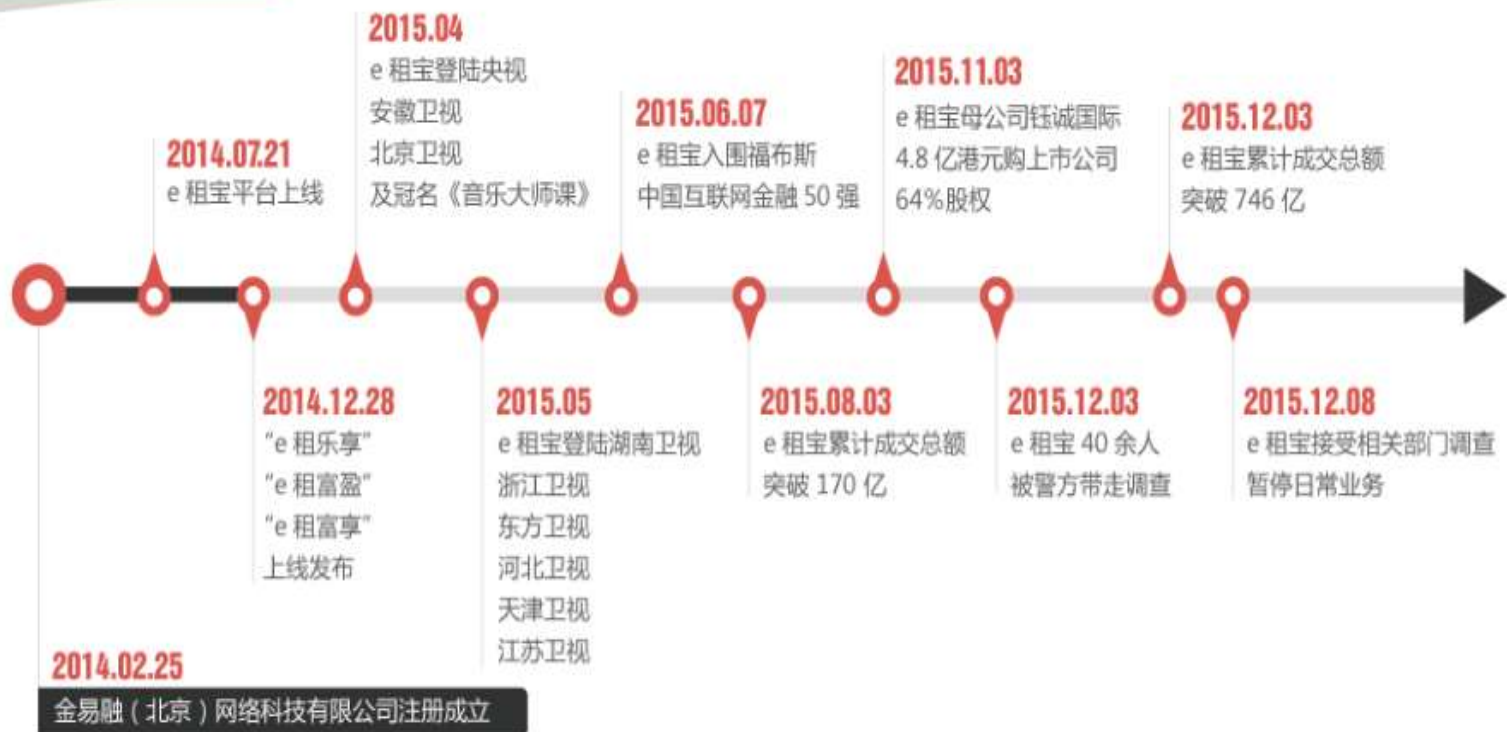 2014.02.25
金易融（北京）网络科技有限公司注册成立
2014.07.21
e 租宝平台上线
2014.12.28
“e 租乐享”
“e 租富盈”
“e 租富享”
上线发布
2015.04
e 租宝登陆央视
安徽卫视
北京卫视
及冠名《音乐大师课》
2015.05
e 租宝登陆湖南卫视
浙江卫视
东方卫视
河北卫视
天津卫视
江苏卫视
2015.06.07
e 租宝入围福布斯
中国互联网金融 50 强
2015.08.03
e 租宝累计成交总额
突破 170 亿
2015.11.03
e 租宝母公司钰诚国际
4.8 亿港元购上市公司
64%股权
2015.12.03
e 租宝 40 余人
被警方带走调查
2015.12.03
e 租宝累计成交总额
突破 746 亿
2015.12.08
e 租宝接受相关部门调查
暂停日常业务